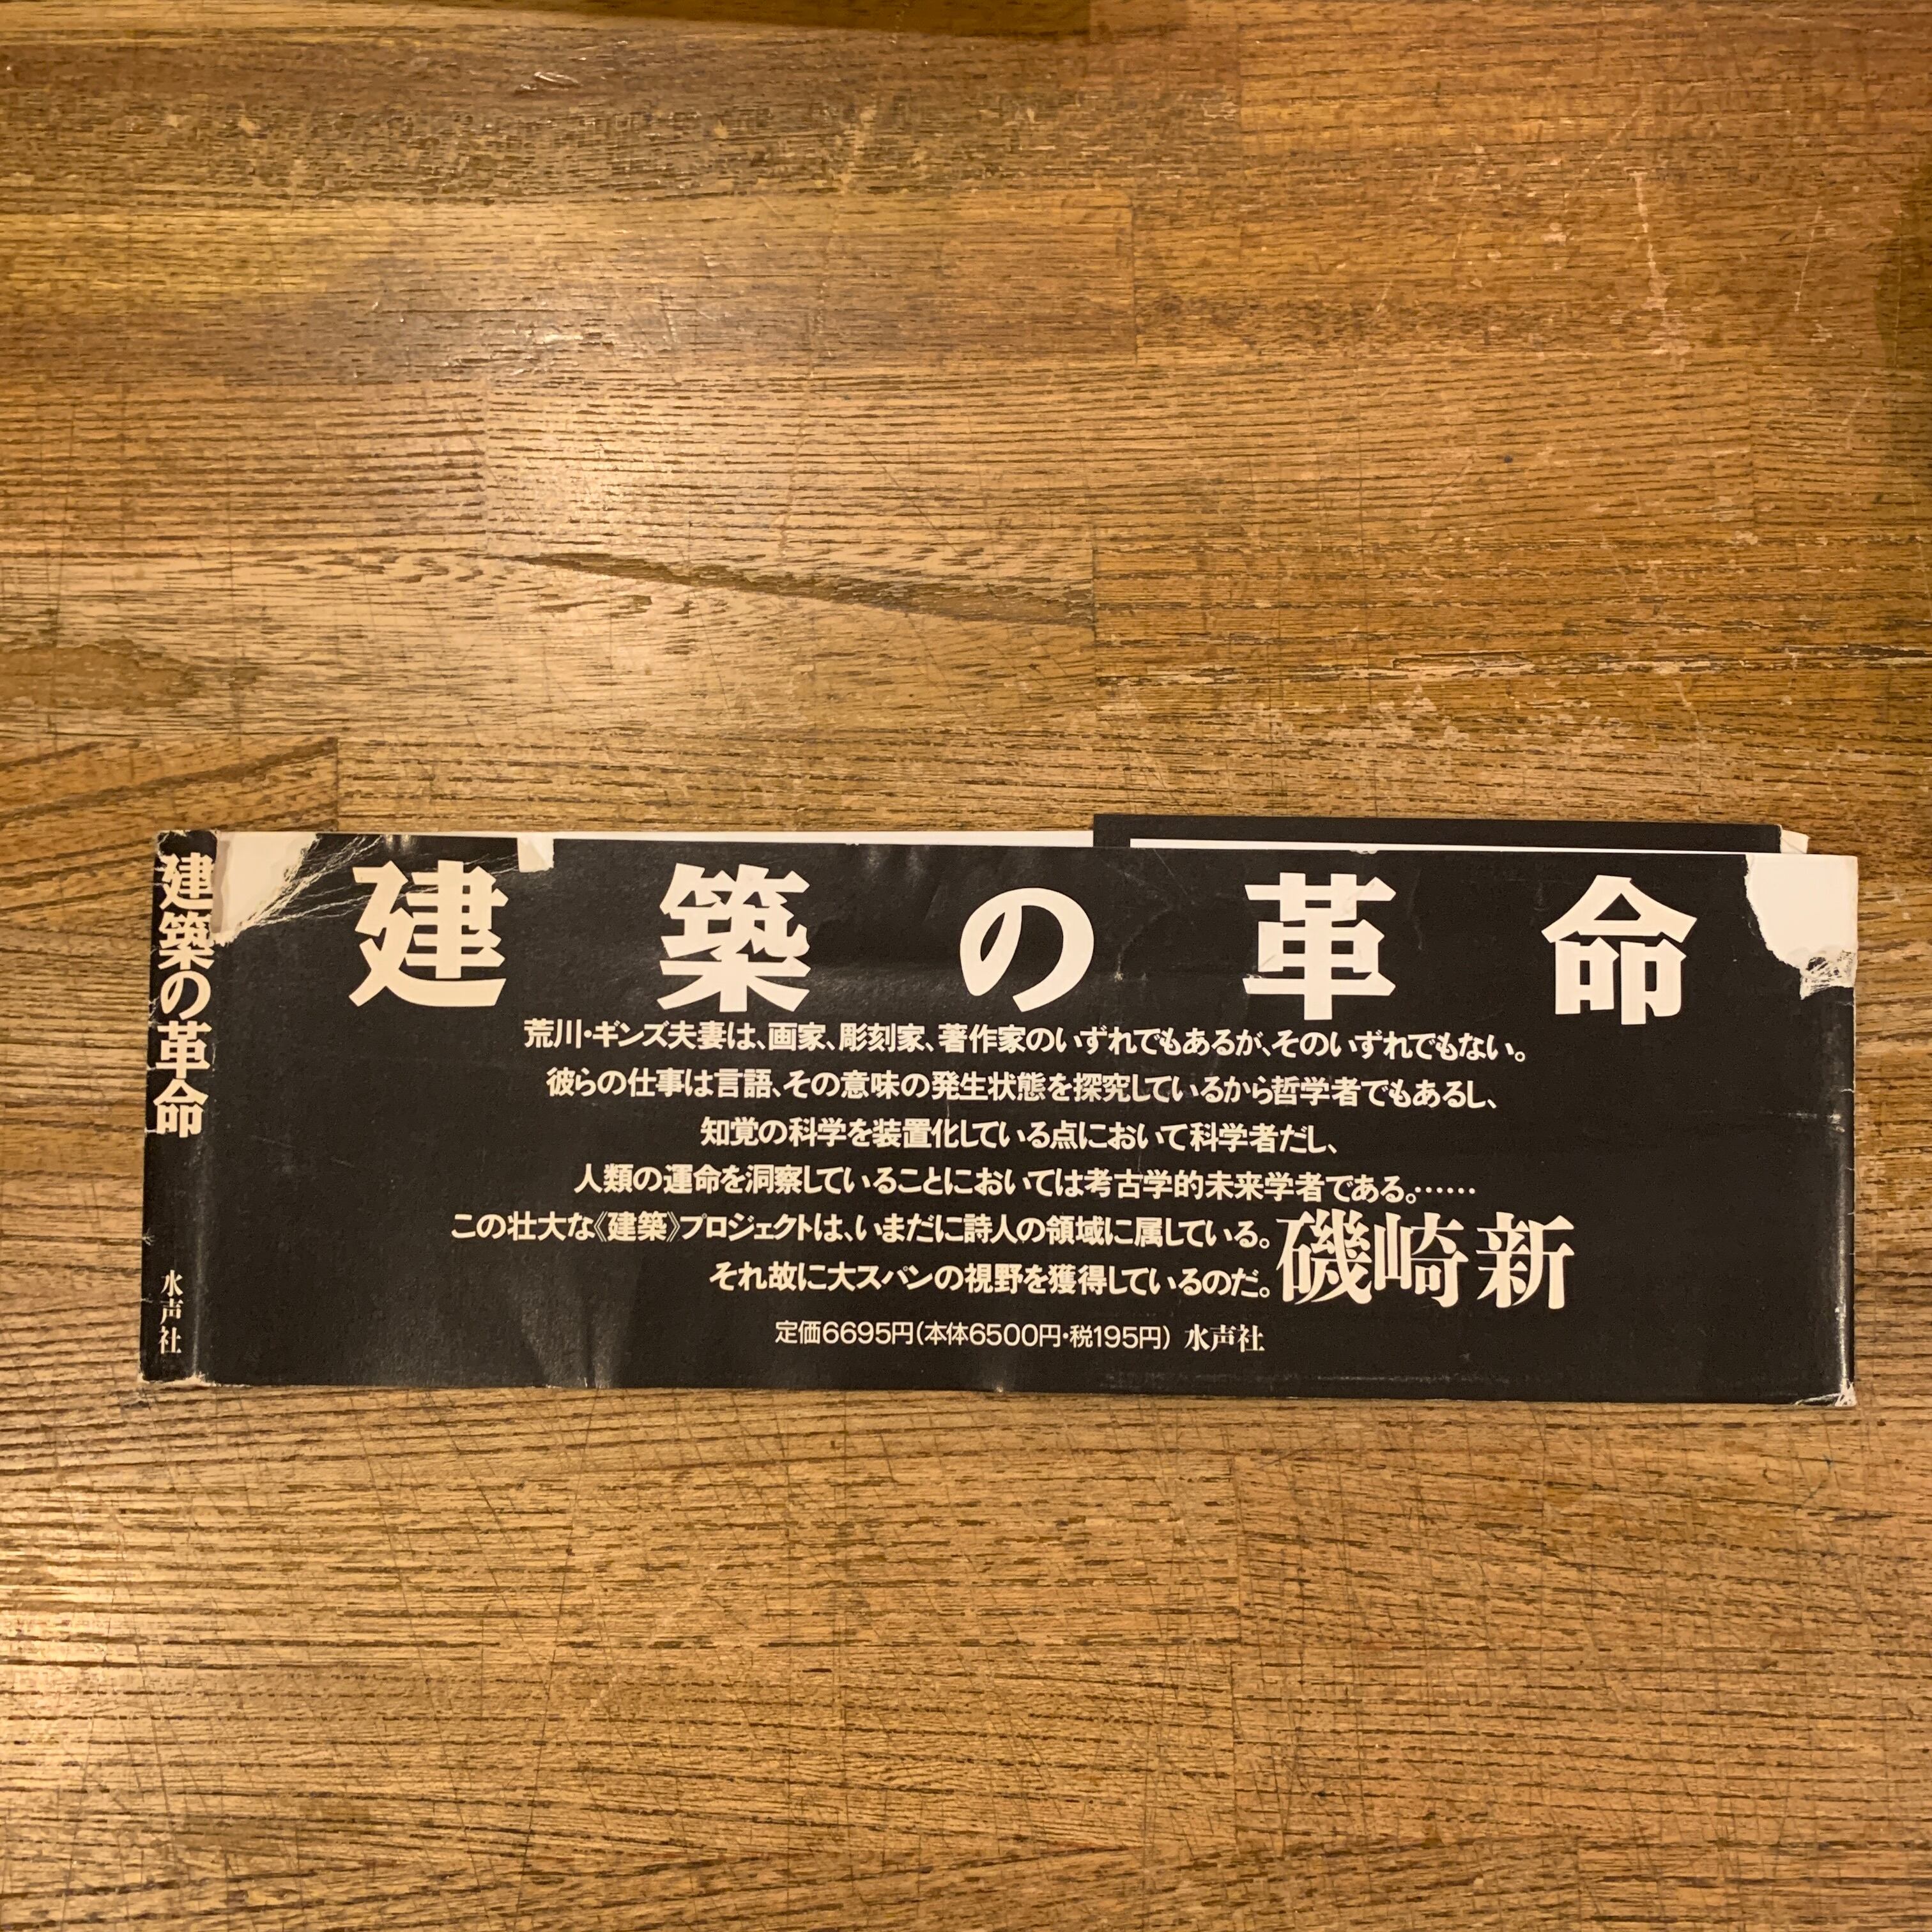 建築の革命
水声社
建築の革命
荒川・ギンズ夫妻は、画家、彫刻家、著作家のいずれでもあるが、そのいずれでもない。
彼らの仕事は言語、その意味の発生状態を探究しているから哲学者でもあるし、
知覚の科学を装置化している点において科学者だし、
人類の運命を洞察していることにおいては考古学的未来学者である。……
この壮大な《建築》プロジェクトは、いまだに詩人の領域に属している。
それ故に大スパンの視野を獲得しているのだ。
磯崎新
定価6695円(本体6500円・税195円) 水声社